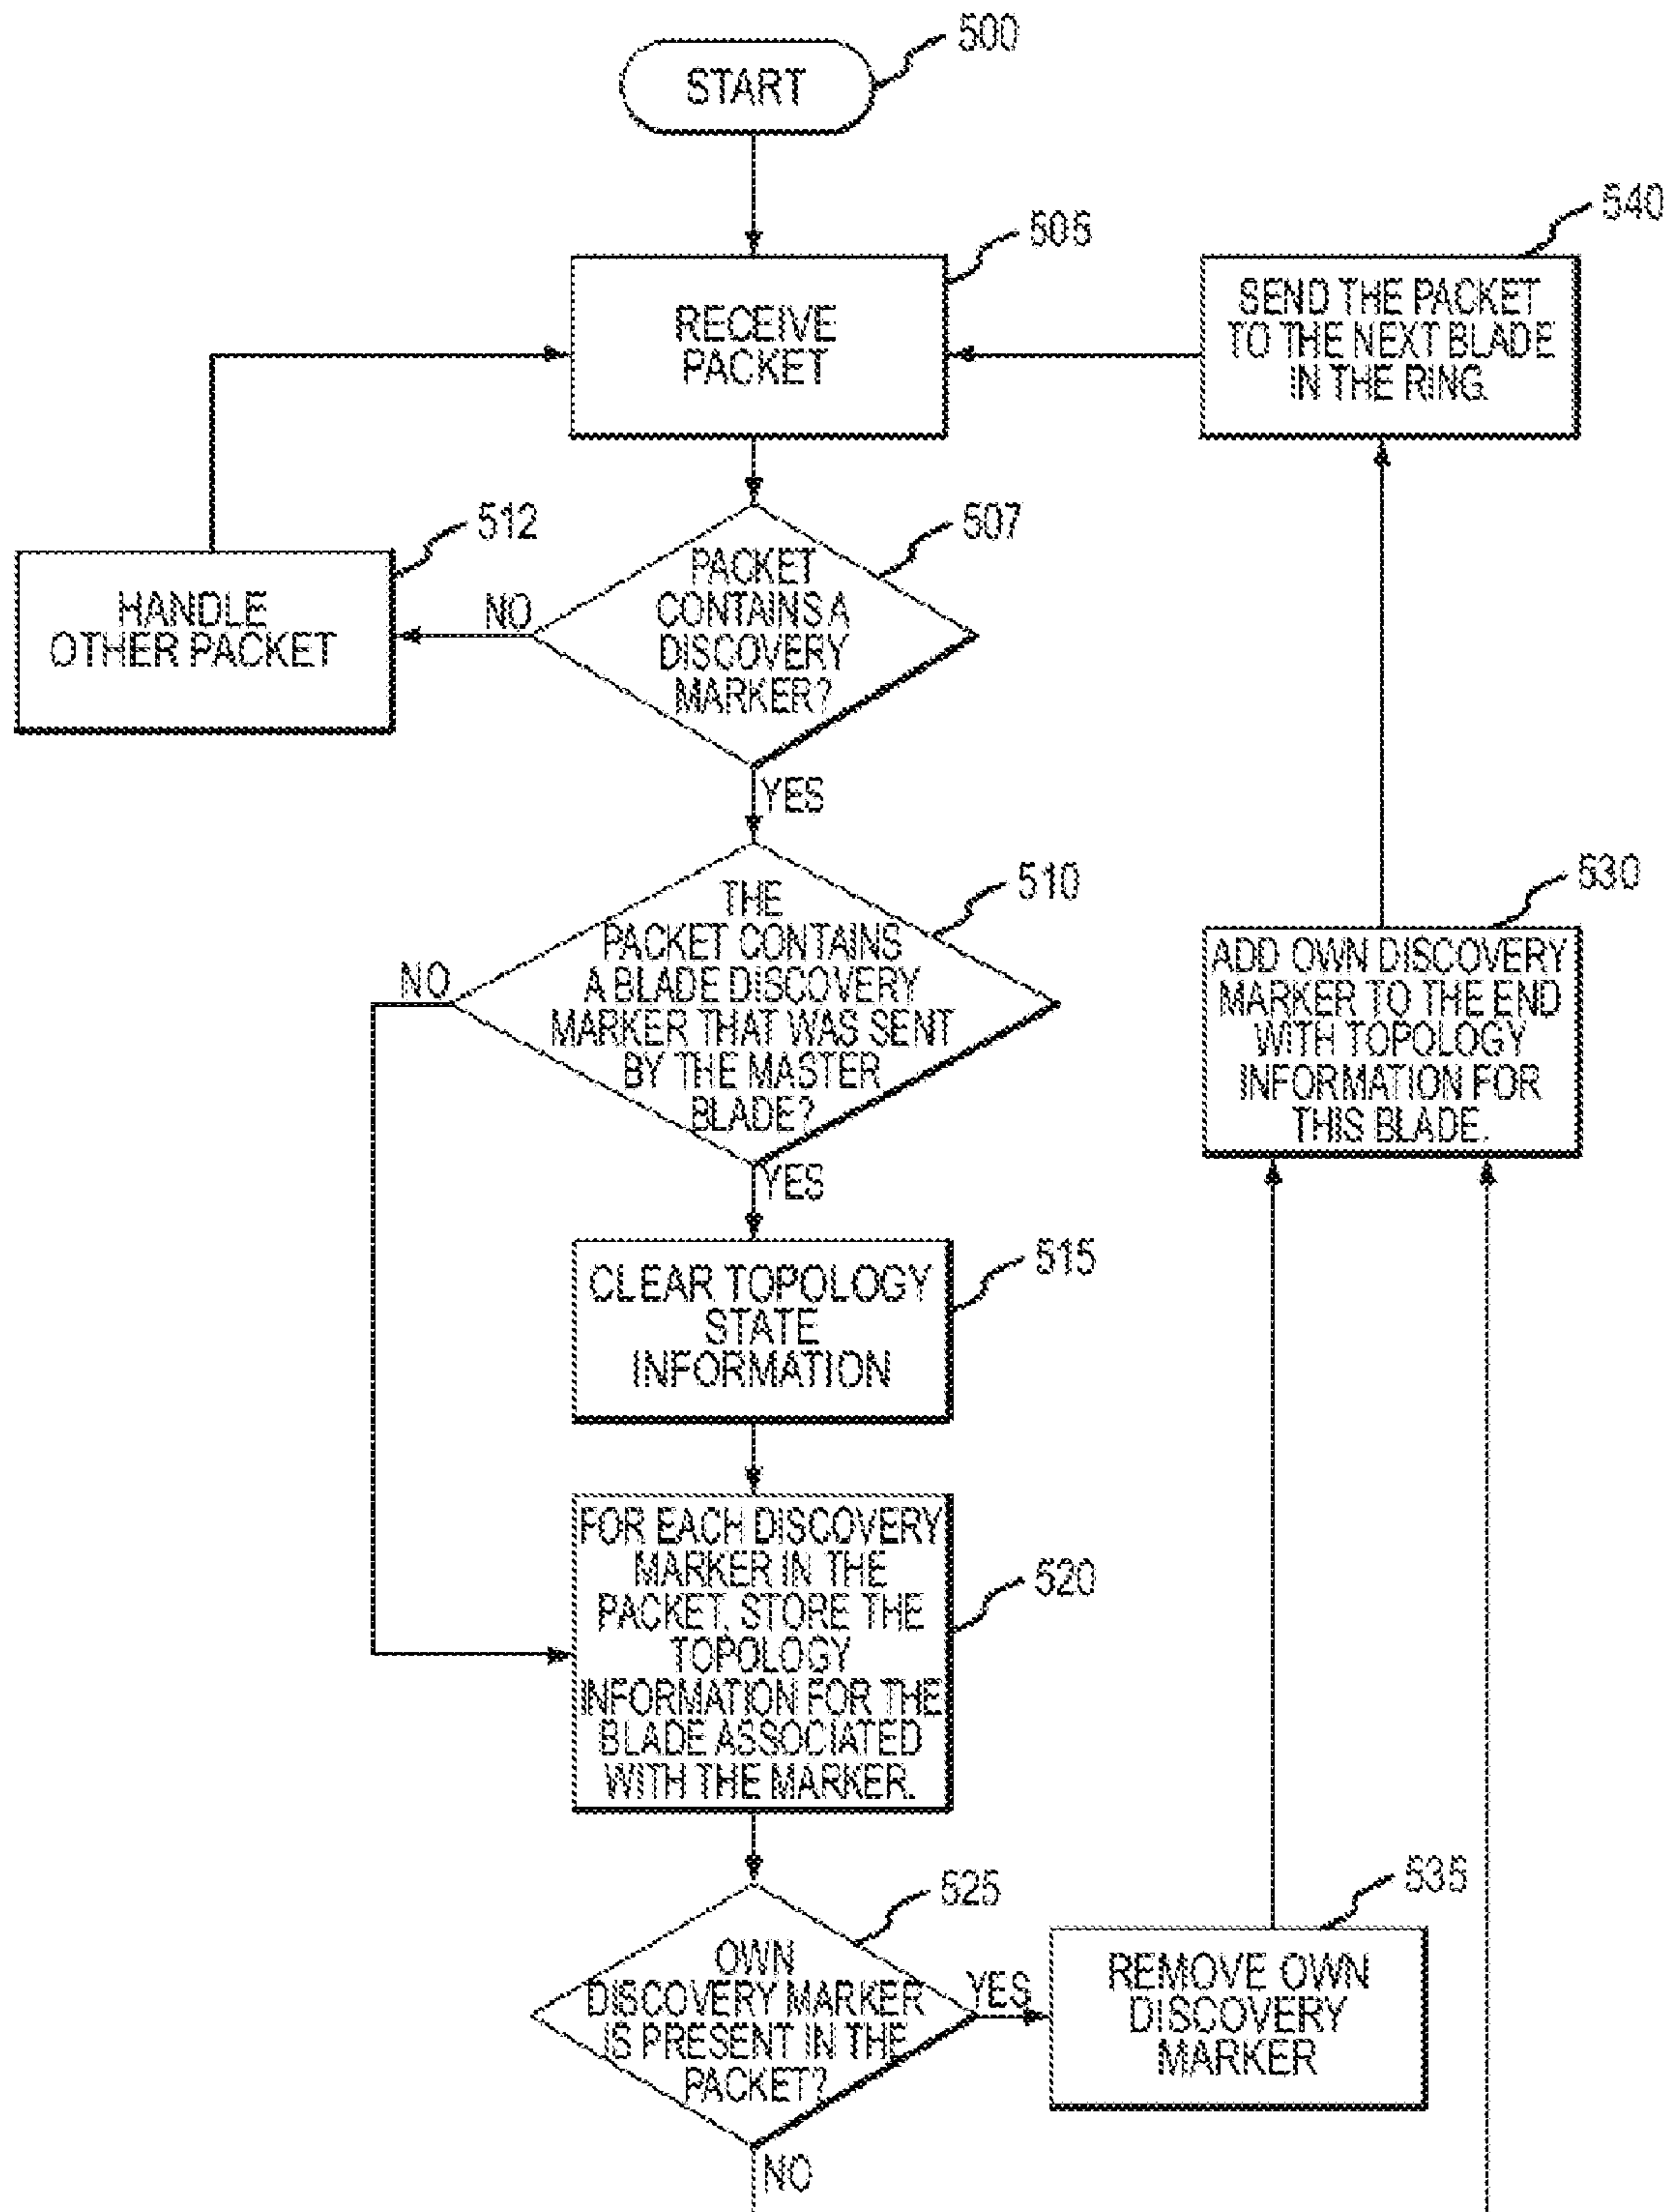 500
START
505
RECEIVE
PACKET
540
SEND THE PACKET
TO THE NEXT BLADE
IN THE RING.
507
PACKET
CONTAINS A
DISCOVERY
MARKER?
NO
512
HANDLE
OTHER PACKET
YES
510
THE
PACKET CONTAINS
A BLADE DISCOVERY
MARKER THAT WAS SENT
BY THE MASTER
BLADE?
NO
YES
530
ADD OWN DISCOVERY
MARKER TO THE END
WITH TOPOLOGY
INFORMATION FOR
THIS BLADE.
515
CLEAR TOPOLOGY
STATE
INFORMATION
520
FOR EACH DISCOVERY
MARKER IN THE
PACKET, STORE THE
TOPOLOGY
INFORMATION FOR THE
BLADE ASSOCIATED
WITH THE MARKER.
525
OWN
DISCOVERY MARKER
IS PRESENT IN THE
PACKET?
YES
535
REMOVE OWN
DISCOVERY
MARKER
NO